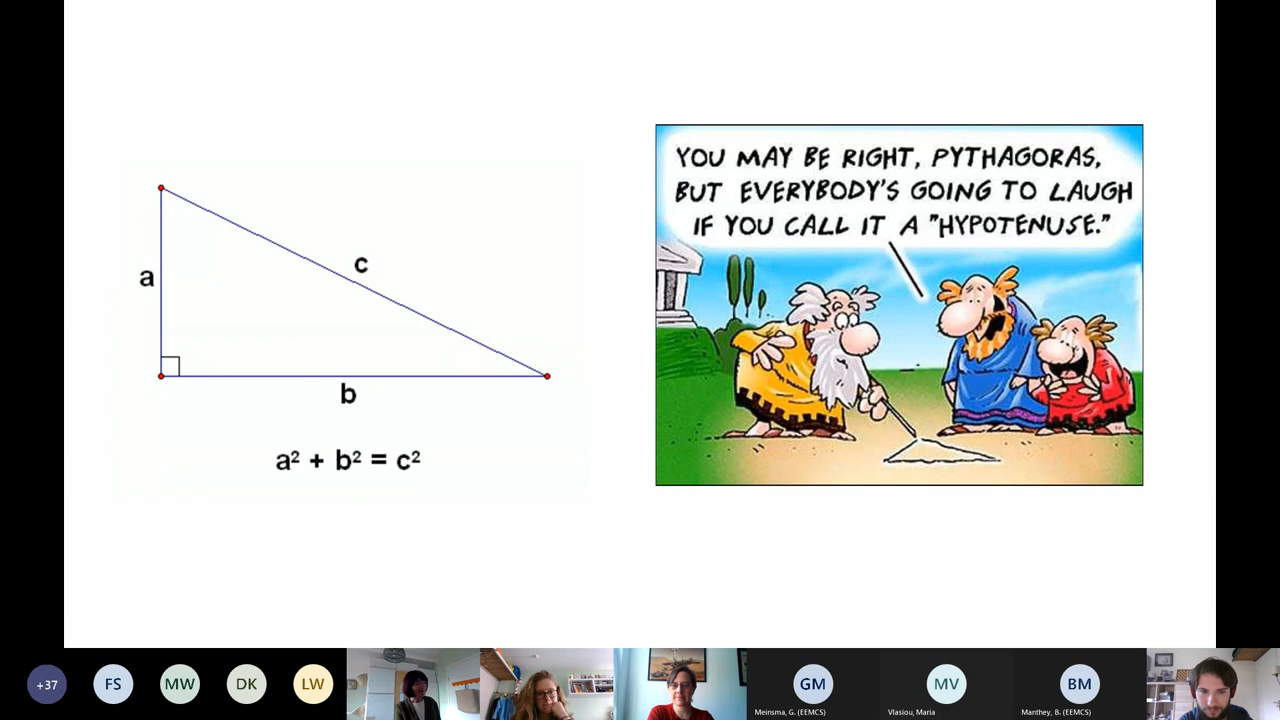 a
c
b
a² + b² = c²
YOU MAY BE RIGHT, PYTHAGORAS,
BUT EVERYBODY'S GOING TO LAUGH
IF YOU CALL IT A "HYPOTENUSE."
+37
FS
MW
DK
LW
GM
Meinsma, G. (EEMCS)
MV
Vlasiou, Maria
BM
Manthey, B. (EEMCS)